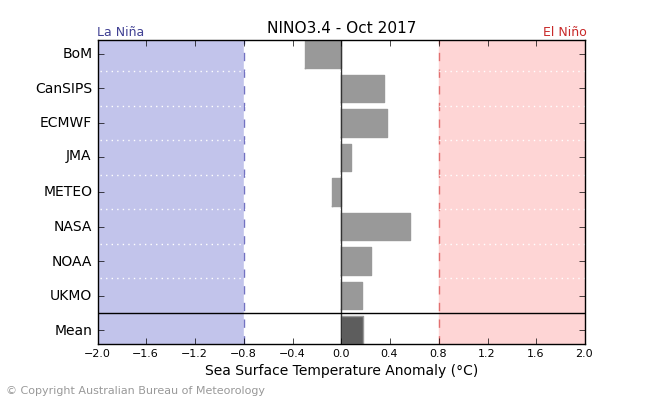 NINO3.4 - Oct 2017
La Niña
El Niño
BoM
CanSIPS
ECMWF
JMA
METEO
NASA
NOAA
UKMO
Mean
−2.0 −1.6 −1.2 −0.8 −0.4 0.0 0.4 0.8 1.2 1.6 2.0
Sea Surface Temperature Anomaly (°C)
© Copyright Australian Bureau of Meteorology